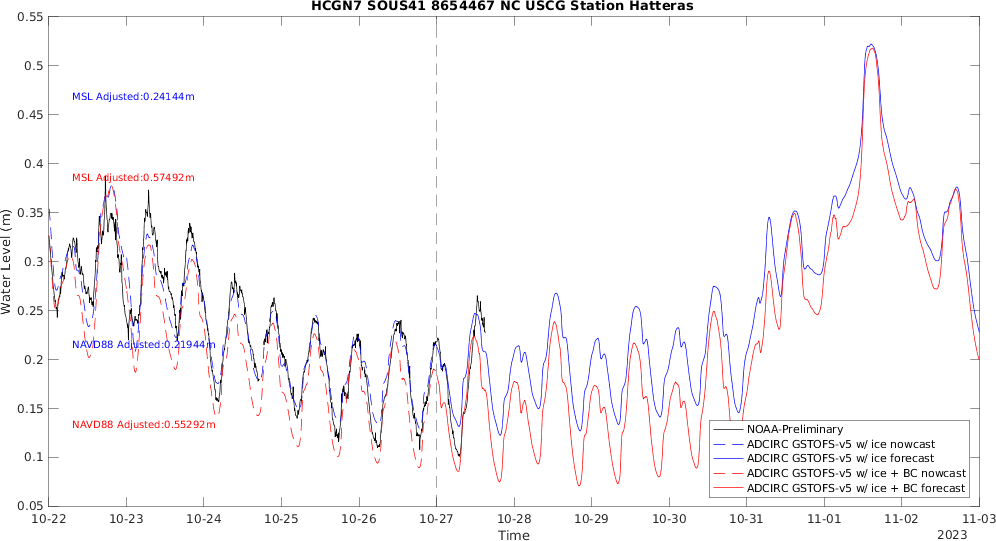 HCGN7 SOUS41 8654467 NC USCG Station Hatteras
0.55
0.5
0.45
0.4
0.35
0.3
0.25
0.2
0.15
0.1
0.05
Water Level (m)
MSL Adjusted:0.24144m
MSL Adjusted:0.57492m
NAVD88 Adjusted:0.21944m
NAVD88 Adjusted:0.55292m
NOAA-Preliminary
ADCIRC GSTOFS-v5 w/ ice nowcast
ADCIRC GSTOFS-v5 w/ ice forecast
ADCIRC GSTOFS-v5 w/ ice + BC nowcast
ADCIRC GSTOFS-v5 w/ ice + BC forecast
10-22 10-23 10-24 10-25 10-26 10-27 10-28 10-29 10-30 10-31 11-01 11-02 11-03
Time
2023